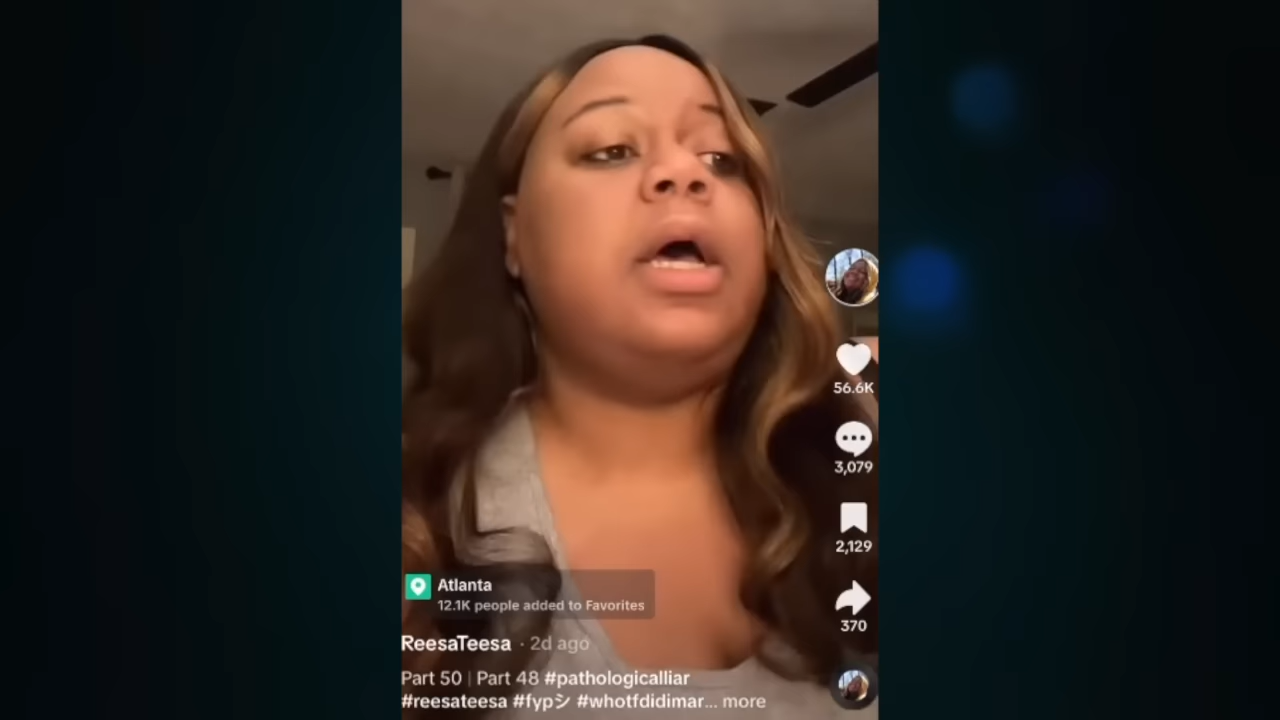 56.6K
3,079
2,129
370
Atlanta
12.1K people added to Favorites
ReesaTeesa · 2d ago
Part 50 | Part 48 #pathologicalliar
#reesateesa #fypシ #whotfdidimar... more